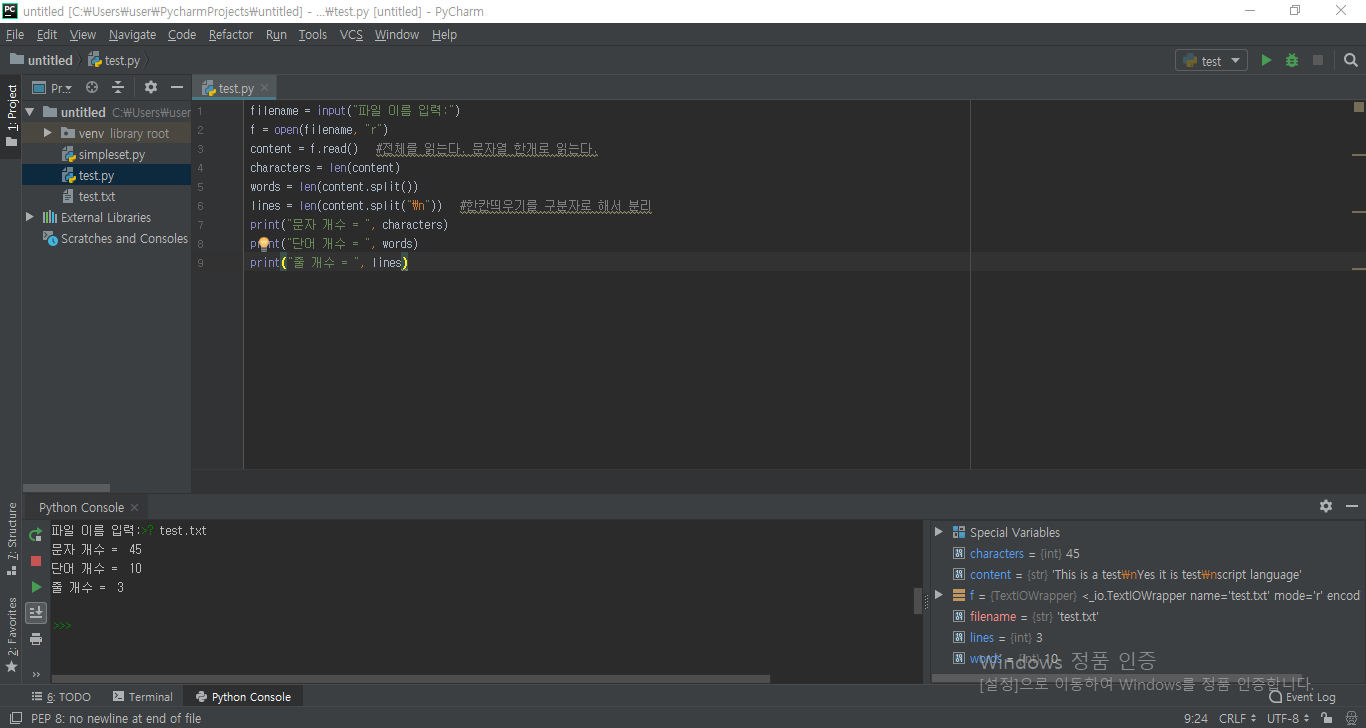 untitled [C:₩Users₩user₩PycharmProjects₩untitled] - ...₩test.py [untitled] - PyCharm
File Edit View Navigate Code Refactor Run Tools VCS Window Help
untitled test.py test
1: Project
Pr.. test.py
untitled C:₩Users₩user
venv library root
simpleset.py
test.py
test.txt
External Libraries
Scratches and Consoles
1 filename = input("파일 이름 입력:")
2 f = open(filename, "r")
3 content = f.read() #전체를 읽는다. 문자열 한개로 읽는다.
4 characters = len(content)
5 words = len(content.split())
6 lines = len(content.split("₩n")) #한칸띄우기를 구분자로 해서 분리
7 print("문자 개수 = ", characters)
8 print("단어 개수 = ", words)
9 print("줄 개수 = ", lines)
7: Structure
2: Favorites
Python Console
파일 이름 입력:>? test.txt
문자 개수 = 45
단어 개수 = 10
줄 개수 = 3
>>>
Special Variables
characters = {int} 45
content = {str} 'This is a test₩nYes it is test₩nscript language'
f = {TextIOWrapper} <_io.TextIOWrapper name='test.txt' mode='r' encod
filename = {str} 'test.txt'
lines = {int} 3
words = {int} 10
Windows 정품 인증
[설정]으로 이동하여 Windows를 정품 인증합니다.
6: TODO Terminal Python Console Event Log
PEP 8: no newline at end of file 9:24 CRLF UTF-8